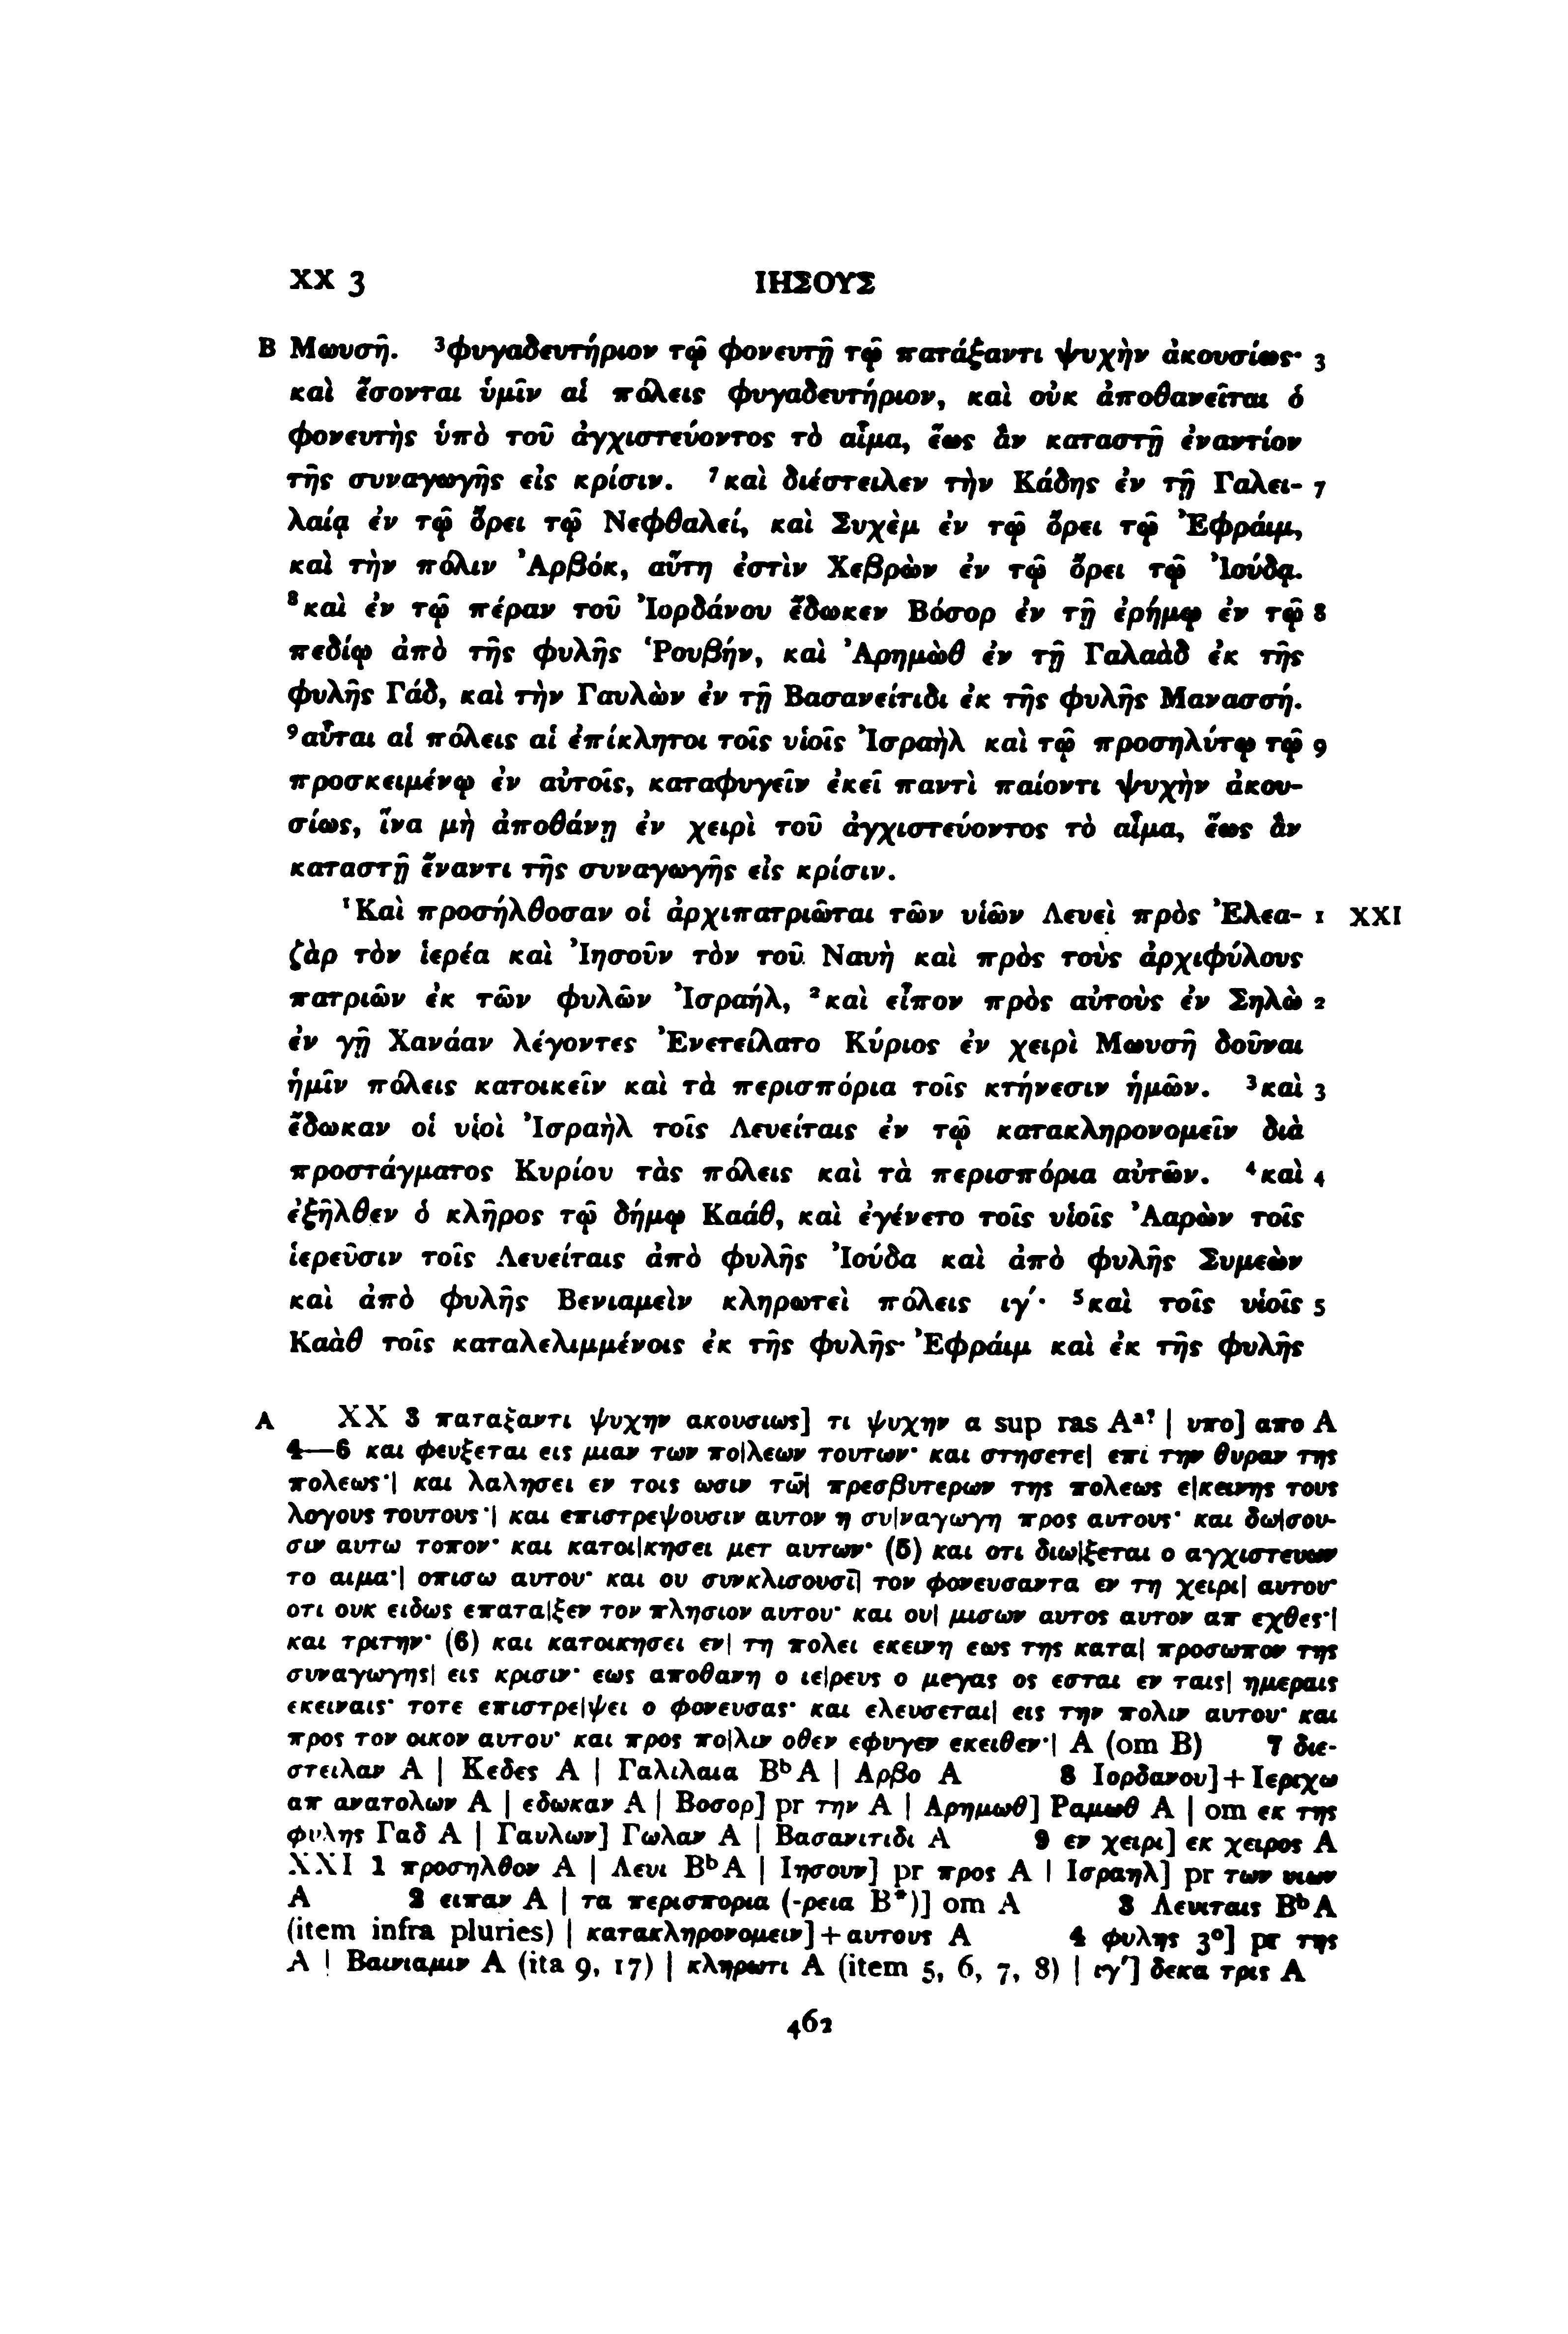 XX 3 ΙΗΣΟΥΣ
B Μωυσῆ. ³φυγαδευτήριον τῷ φονευτῇ τῷ πατάξαντι ψυχὴν ἀκουσίως· 3
καὶ ἔσονται ὑμῖν αἱ πόλεις φυγαδευτήριον, καὶ οὐκ ἀποθανεῖται ὁ
φονευτὴς ὑπὸ τοῦ ἀγχιστεύοντος τὸ αἷμα, ἕως ἂν καταστῇ ἐναντίον
τῆς συναγωγῆς εἰς κρίσιν. ⁷καὶ διέστειλεν τὴν Κάδης ἐν τῇ Γαλει- 7
λαίᾳ ἐν τῷ ὄρει τῷ Νεφθαλεί, καὶ Συχὲμ ἐν τῷ ὄρει τῷ Ἐφράιμ,
καὶ τὴν πόλιν Ἀρβόκ, αὕτη ἐστὶν Χεβρὼν ἐν τῷ ὄρει τῷ Ἰούδᾳ.
⁸καὶ ἐν τῷ πέραν τοῦ Ἰορδάνου ἔδωκεν Βόσορ ἐν τῇ ἐρήμῳ ἐν τῷ 8
πεδίῳ ἀπὸ τῆς φυλῆς Ῥουβήν, καὶ Ἀρημὼθ ἐν τῇ Γαλαὰδ ἐκ τῆς
φυλῆς Γάδ, καὶ τὴν Γαυλὼν ἐν τῇ Βασανείτιδι ἐκ τῆς φυλῆς Μανασσή.
⁹αὗται αἱ πόλεις αἱ ἐπίκλητοι τοῖς υἱοῖς Ἰσραὴλ καὶ τῷ προσηλύτῳ τῷ 9
προσκειμένῳ ἐν αὐτοῖς, καταφυγεῖν ἐκεῖ παντὶ παίοντι ψυχὴν ἀκου-
σίως, ἵνα μὴ ἀποθάνῃ ἐν χειρὶ τοῦ ἀγχιστεύοντος τὸ αἷμα, ἕως ἂν
καταστῇ ἔναντι τῆς συναγωγῆς εἰς κρίσιν.
¹Καὶ προσήλθοσαν οἱ ἀρχιπατριῶται τῶν υἱῶν Λευεὶ πρὸς Ἐλεα- 1 XXI
ζὰρ τὸν ἱερέα καὶ Ἰησοῦν τὸν τοῦ Ναυὴ καὶ πρὸς τοὺς ἀρχιφύλους
πατριῶν ἐκ τῶν φυλῶν Ἰσραήλ, ²καὶ εἶπον πρὸς αὐτοὺς ἐν Σηλὼ 2
ἐν γῇ Χανάαν λέγοντες Ἐνετείλατο Κύριος ἐν χειρὶ Μωυσῆ δοῦναι
ἡμῖν πόλεις κατοικεῖν καὶ τὰ περισπόρια τοῖς κτήνεσιν ἡμῶν. ³καὶ 3
ἔδωκαν οἱ υἱοὶ Ἰσραὴλ τοῖς Λευείταις ἐν τῷ κατακληρονομεῖν διὰ
προστάγματος Κυρίου τὰς πόλεις καὶ τὰ περισπόρια αὐτῶν. ⁴καὶ 4
ἐξῆλθεν ὁ κλῆρος τῷ δήμῳ Καάθ, καὶ ἐγένετο τοῖς υἱοῖς Ἀαρὼν τοῖς
ἱερεῦσιν τοῖς Λευείταις ἀπὸ φυλῆς Ἰούδα καὶ ἀπὸ φυλῆς Συμεὼν
καὶ ἀπὸ φυλῆς Βενιαμεὶν κληρωτεὶ πόλεις ιγ΄· ⁵καὶ τοῖς υἱοῖς 5
Καὰθ τοῖς καταλελιμμένοις ἐκ τῆς φυλῆς Ἐφράιμ καὶ ἐκ τῆς φυλῆς
A XX 3 παταξαντι ψυχην ακουσιως] τι ψυχην α sup ras Aᵃ? | υπο] απο A
4—6 και φευξεται εις μιαν των πο|λεων τουτων· και στησετε| επι την θυραν της
πολεως·| και λαλησει εν τοις ωσιν τω̄| πρεσβυτερων της πολεως ε|κεινης τους
λογους τουτους·| και επιστρεψουσιν αυτον η συ|ναγωγη προς αυτους· και δω|σου-
σιν αυτω τοπον· και κατοι|κησει μετ αυτων· (5) και οτι διω|ξεται ο αγχιστευων
το αιμα·| οπισω αυτου· και ου συνκλισουσῑ| τον φονευσαντα εν τη χειρι| αυτου·
οτι ουκ ειδως επατα|ξεν τον πλησιον αυτου· και ου| μισων αυτος αυτον απ εχθες·|
και τριτην· (6) και κατοικησει εν| τη πολει εκεινη εως της κατα| προσωπον της
συναγωγης| εις κρισιν· εως αποθανη ο ιε|ρευς ο μεγας ος εσται εν ταις| ημεραις
εκειναις· τοτε επιστρε|ψει ο φονευσας· και ελευσεται| εις την πολιν αυτου· και
προς τον οικον αυτου· και προς πο|λιν οθεν εφυγεν εκειθεν·| A (om B) 7 διε-
στειλαν A | Κεδες A | Γαλιλαια BᵇA | Αρβο A 8 Ιορδανου]+Ιεριχω
απ ανατολων A | εδωκαν A | Βοσορ] pr την A | Αρημωθ] Ραμωθ A | om εκ της
φυλης Γαδ A | Γαυλων] Γωλαν A | Βασανιτιδι A 9 εν χειρι] εκ χειρος A
XXI 1 προσηλθον A | Λευι BᵇA | Ιησουν] pr προς A | Ισραηλ] pr των υιων
A 2 ειπαν A | τα περισπορια (-ρεια B*)] om A 3 Λευιταις BᵇA
(item infra pluries) | κατακληρονομειν]+αυτους A 4 φυλης 3°] pr της
A | Βαινιαμιν A (ita 9, 17) | κληρωτι A (item 5, 6, 7, 8) | ιγ΄] δεκα τρις A
462